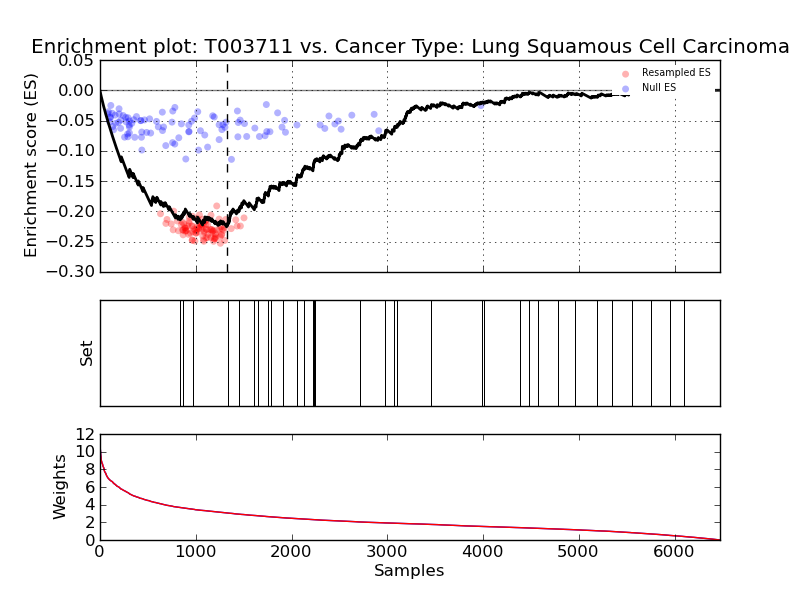 Enrichment plot: T003711 vs. Cancer Type: Lung Squamous Cell Carcinoma
0.05
0.00
−0.05
−0.10
−0.15
−0.20
−0.25
−0.30
Enrichment score (ES)
Resampled ES
Null ES
Set
12
10
8
6
4
2
0
Weights
0 1000 2000 3000 4000 5000 6000
Samples